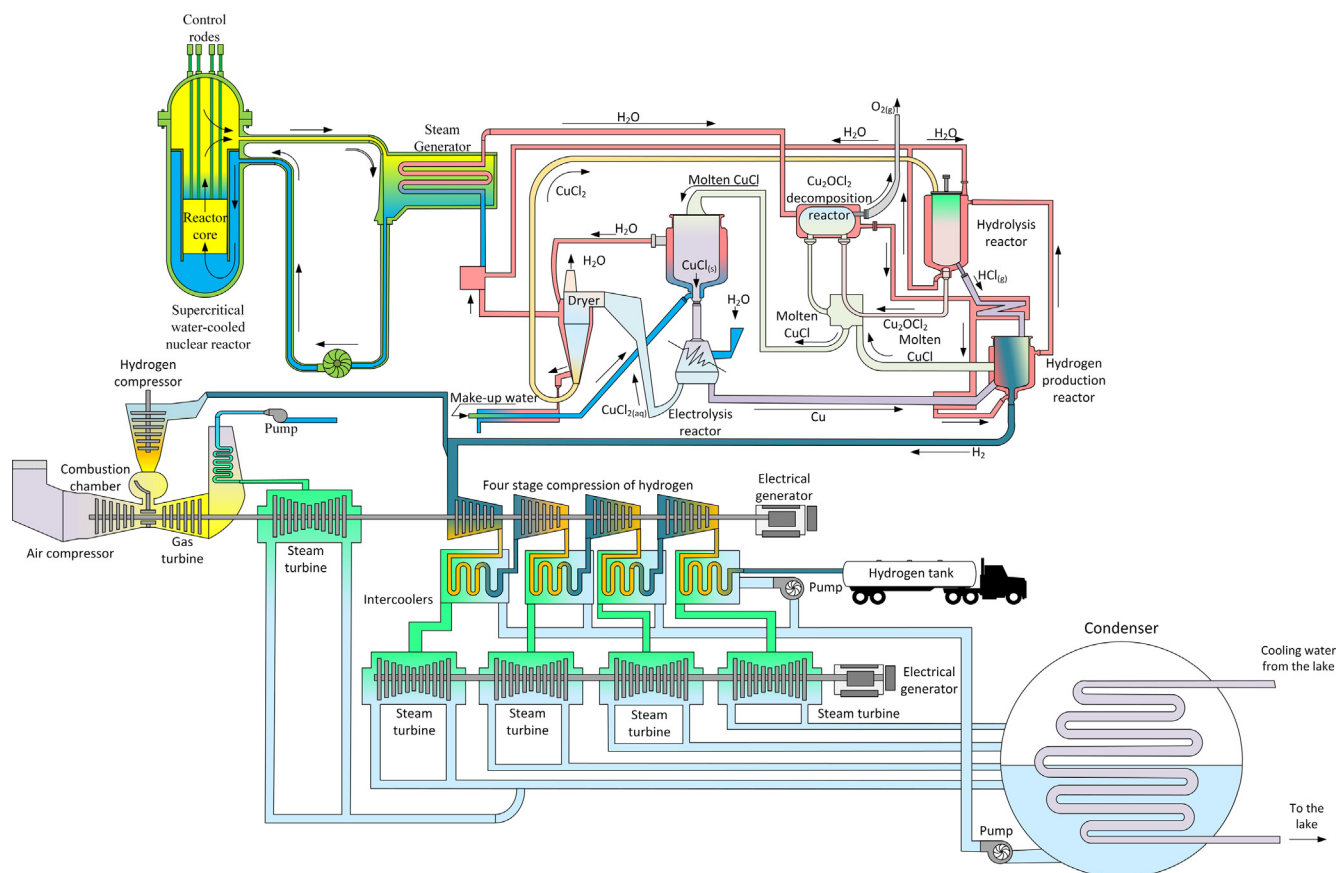 Control
rodes
Steam
Generator
Reactor
core
Supercritical
water-cooled
nuclear reactor
H₂O
O₂(g)
H₂O
H₂O
CuCl₂
Molten CuCl
Cu₂OCl₂
decomposition
reactor
Hydrolysis
reactor
H₂O
CuCl(s)
HCl(g)
H₂O
Dryer
H₂O
Molten
CuCl
Cu₂OCl₂
Molten
CuCl
Hydrogen
production
reactor
Make-up water
CuCl₂(aq)
Electrolysis
reactor
Cu
H₂
Hydrogen
compressor
Pump
Combustion
chamber
Air compressor
Gas
turbine
Steam
turbine
Four stage compression of hydrogen
Electrical
generator
Intercoolers
Pump
Hydrogen tank
Steam
turbine
Steam
turbine
Steam
turbine
Steam turbine
Electrical
generator
Condenser
Cooling water
from the lake
Pump
To the
lake